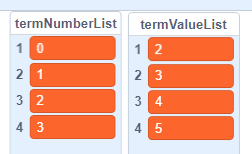 termNumberList termValueList
1 0 1 2
2 1 2 3
3 2 3 4
4 3 4 5